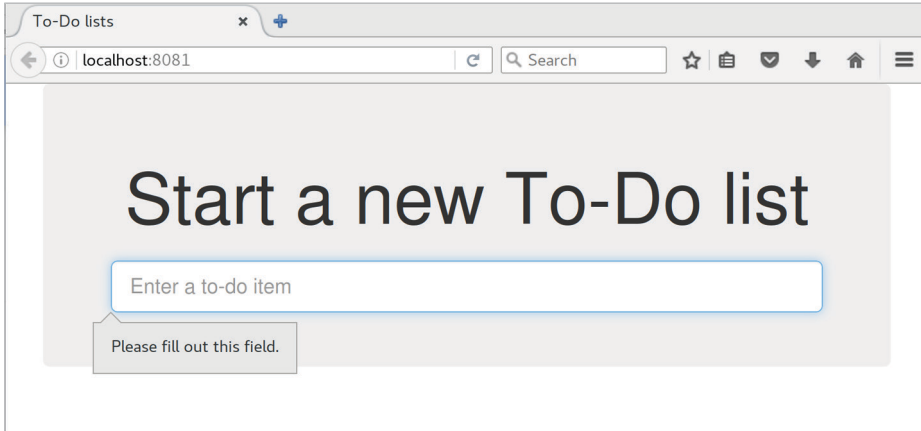 To-Do lists
localhost:8081
Search
Start a new To-Do list
Enter a to-do item
Please fill out this field.